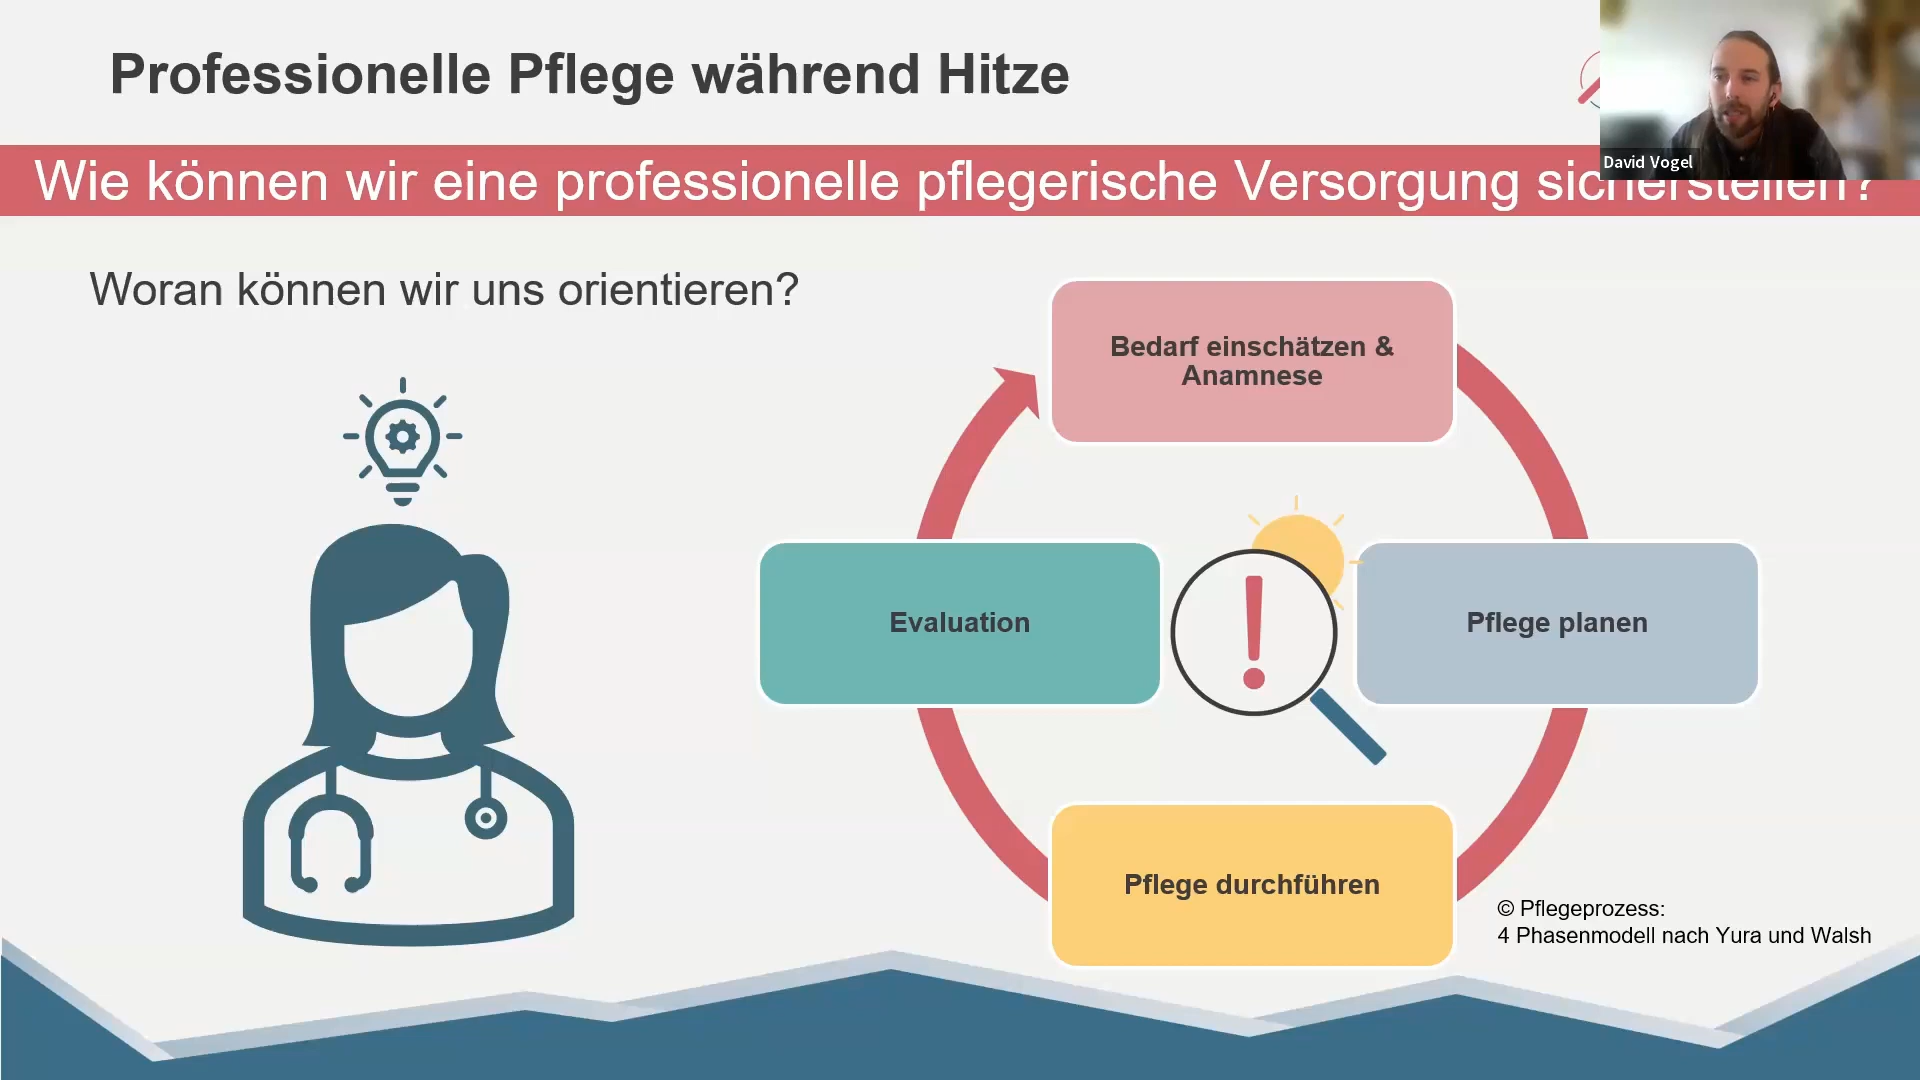 Professionelle Pflege während Hitze
David Vogel
Wie können wir eine professionelle pflegerische Versorgung sicherstellen?
Woran können wir uns orientieren?
Bedarf einschätzen &
Anamnese
Evaluation
Pflege planen
Pflege durchführen
© Pflegeprozess:
4 Phasenmodell nach Yura und Walsh